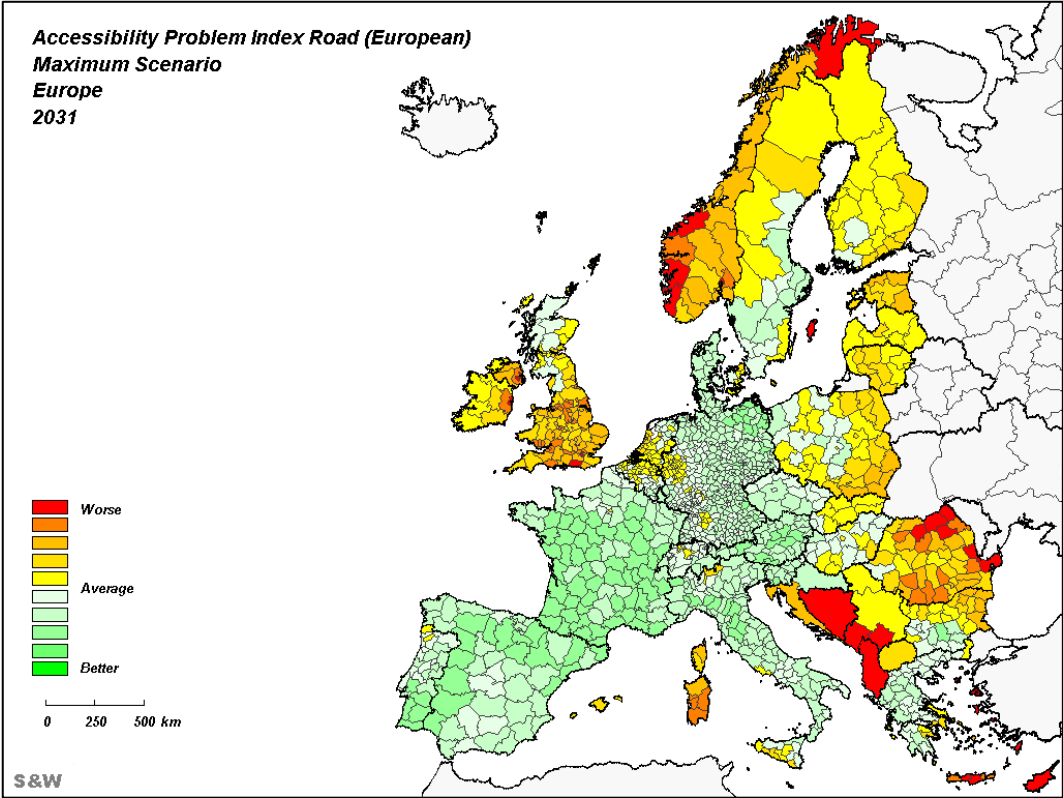 Accessibility Problem Index Road (European)
Maximum Scenario
Europe
2031
Worse
Average
Better
0 250 500 km
S&W